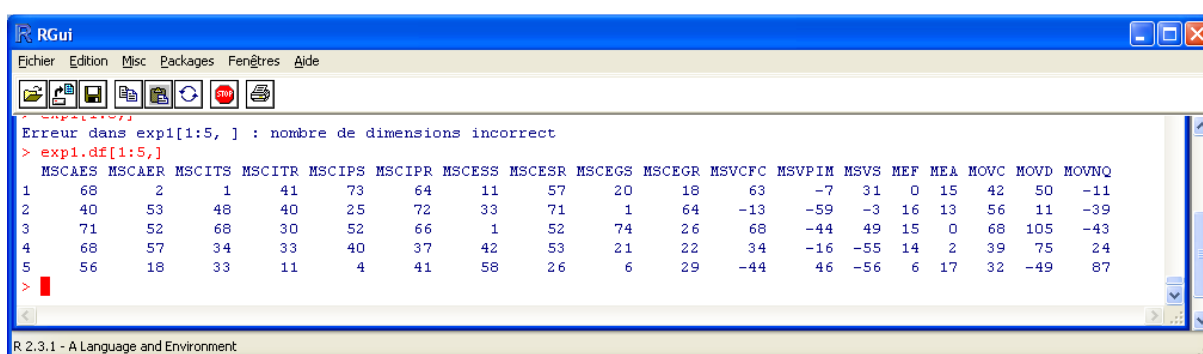 RGui
Fichier Edition Misc Packages Fenêtres Aide
STOP
> exp1[1:5,]
Erreur dans exp1[1:5, ] : nombre de dimensions incorrect
> exp1.df[1:5,]
MSCAES MSCAER MSCITS MSCITR MSCIPS MSCIPR MSCESS MSCESR MSCEGS MSCEGR MSVCFC MSVPIM MSVS MEF MEA MOVC MOVD MOVNQ
1 68 2 1 41 73 64 11 57 20 18 63 -7 31 0 15 42 50 -11
2 40 53 48 40 25 72 33 71 1 64 -13 -59 -3 16 13 56 11 -39
3 71 52 68 30 52 66 1 52 74 26 68 -44 49 15 0 68 105 -43
4 68 57 34 33 40 37 42 53 21 22 34 -16 -55 14 2 39 75 24
5 56 18 33 11 4 41 58 26 6 29 -44 46 -56 6 17 32 -49 87
>
R 2.3.1 - A Language and Environment